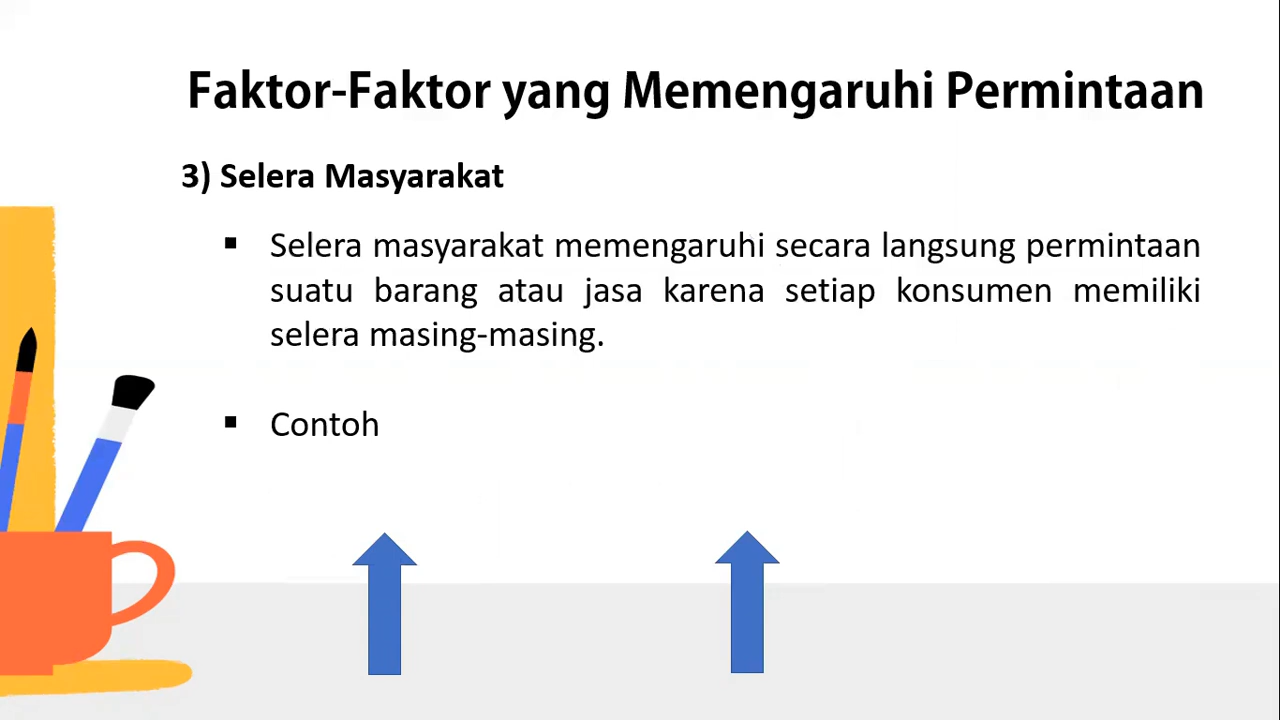 Faktor-Faktor yang Memengaruhi Permintaan
3) Selera Masyarakat
▪ Selera masyarakat memengaruhi secara langsung permintaan
suatu barang atau jasa karena setiap konsumen memiliki
selera masing-masing.
▪ Contoh